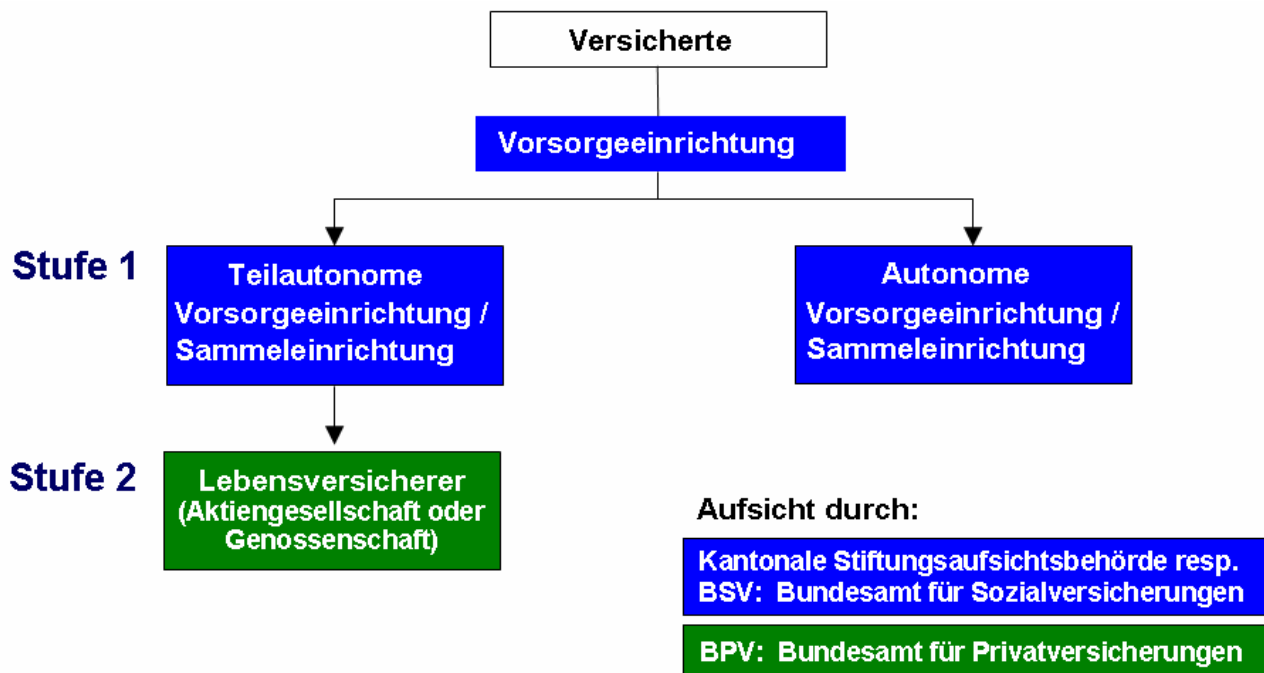 Versicherte
Vorsorgeeinrichtung
Stufe 1
Teilautonome
Vorsorgeeinrichtung /
Sammeleinrichtung
Autonome
Vorsorgeeinrichtung /
Sammeleinrichtung
Stufe 2
Lebensversicherer
(Aktiengesellschaft oder
Genossenschaft)
Aufsicht durch:
Kantonale Stiftungsaufsichtsbehörde resp.
BSV: Bundesamt für Sozialversicherungen
BPV: Bundesamt für Privatversicherungen